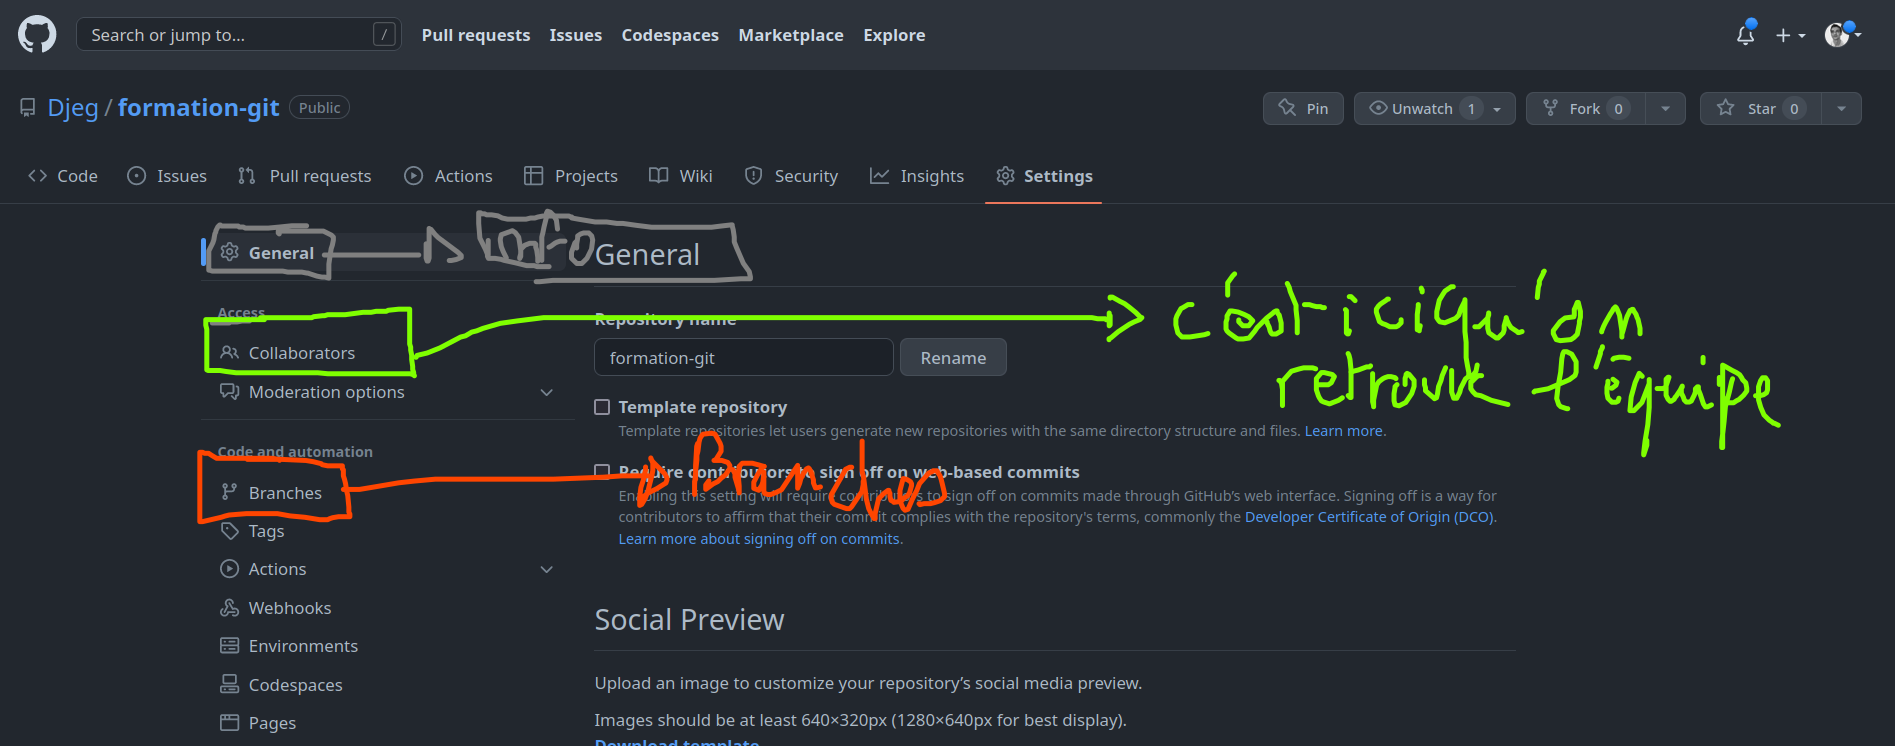 Search or jump to... /
Pull requests Issues Codespaces Marketplace Explore
Djeg / formation-git Public
Pin Unwatch 1 Fork 0 Star 0
Code Issues Pull requests Actions Projects Wiki Security Insights Settings
General
info General
Access
Collaborators
Moderation options
Code and automation
Branches
Tags
Actions
Webhooks
Environments
Codespaces
Pages
Repository name
formation-git Rename
c'est ici qu'on
retrouve l'équipe
Template repository
Template repositories let users generate new repositories with the same directory structure and files. Learn more.
Branches
Require contributors to sign off on web-based commits
Enabling this setting will require contributors to sign off on commits made through GitHub's web interface. Signing off is a way for
contributors to affirm that their commit complies with the repository's terms, commonly the Developer Certificate of Origin (DCO).
Learn more about signing off on commits.
Social Preview
Upload an image to customize your repository's social media preview.
Images should be at least 640×320px (1280×640px for best display).
Download template